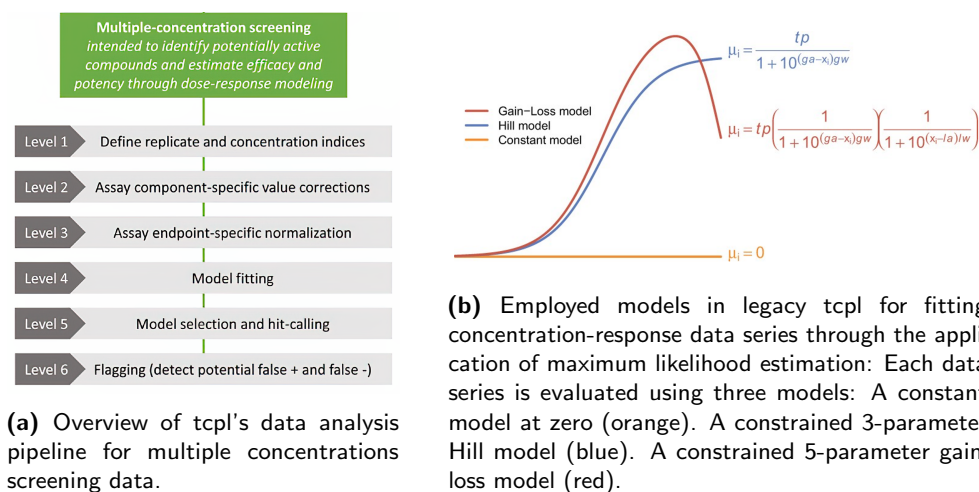 Multiple-concentration screening
intended to identify potentially active
compounds and estimate efficacy and
potency through dose-response modeling
Level 1 Define replicate and concentration indices
Level 2 Assay component-specific value corrections
Level 3 Assay endpoint-specific normalization
Level 4 Model fitting
Level 5 Model selection and hit-calling
Level 6 Flagging (detect potential false + and false -)
(a) Overview of tcpl's data analysis
pipeline for multiple concentrations
screening data.
Gain−Loss model
Hill model
Constant model
μi = tp / (1 + 10^(ga−xi)gw)
μi = tp(1 / (1 + 10^(ga−xi)gw))(1 / (1 + 10^(xi−la)lw))
μi = 0
(b) Employed models in legacy tcpl for fitting
concentration-response data series through the appli
cation of maximum likelihood estimation: Each data
series is evaluated using three models: A constant
model at zero (orange). A constrained 3-parameter
Hill model (blue). A constrained 5-parameter gain
loss model (red).